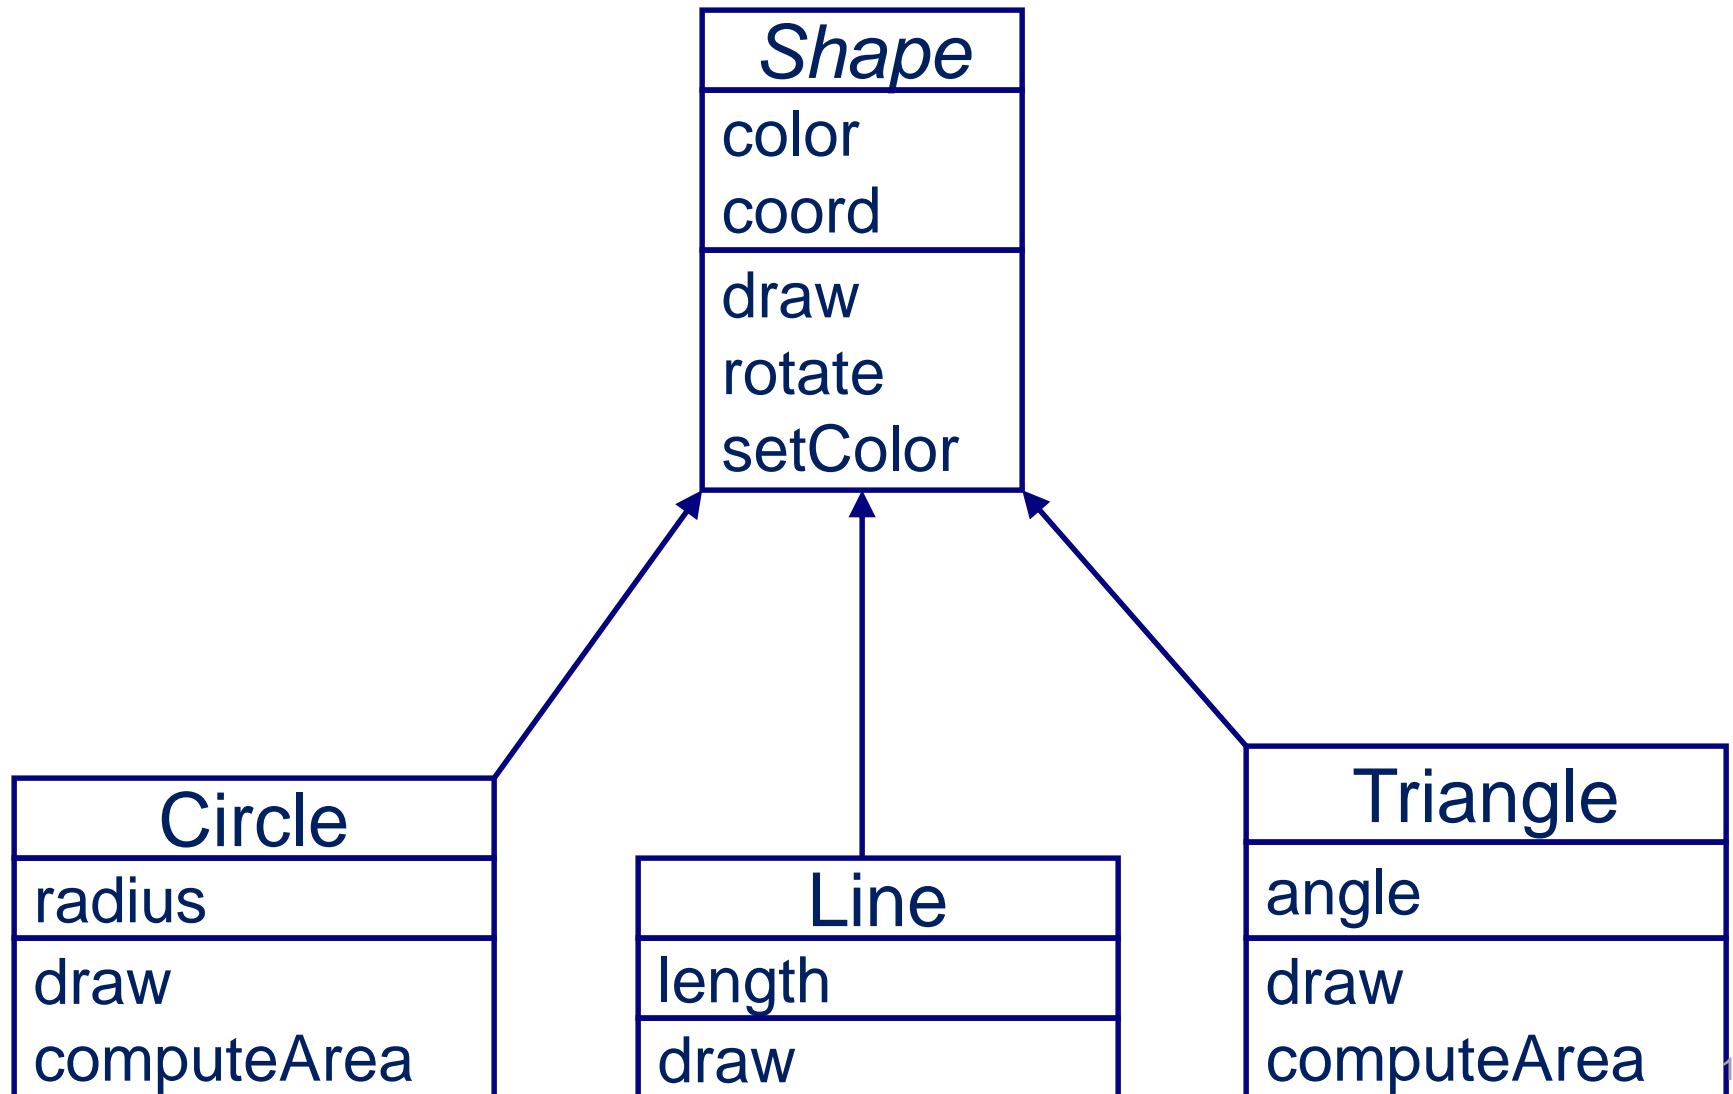 Shape
color
coord
draw
rotate
setColor
Circle
radius
draw
computeArea
Line
length
draw
Triangle
angle
draw
computeArea